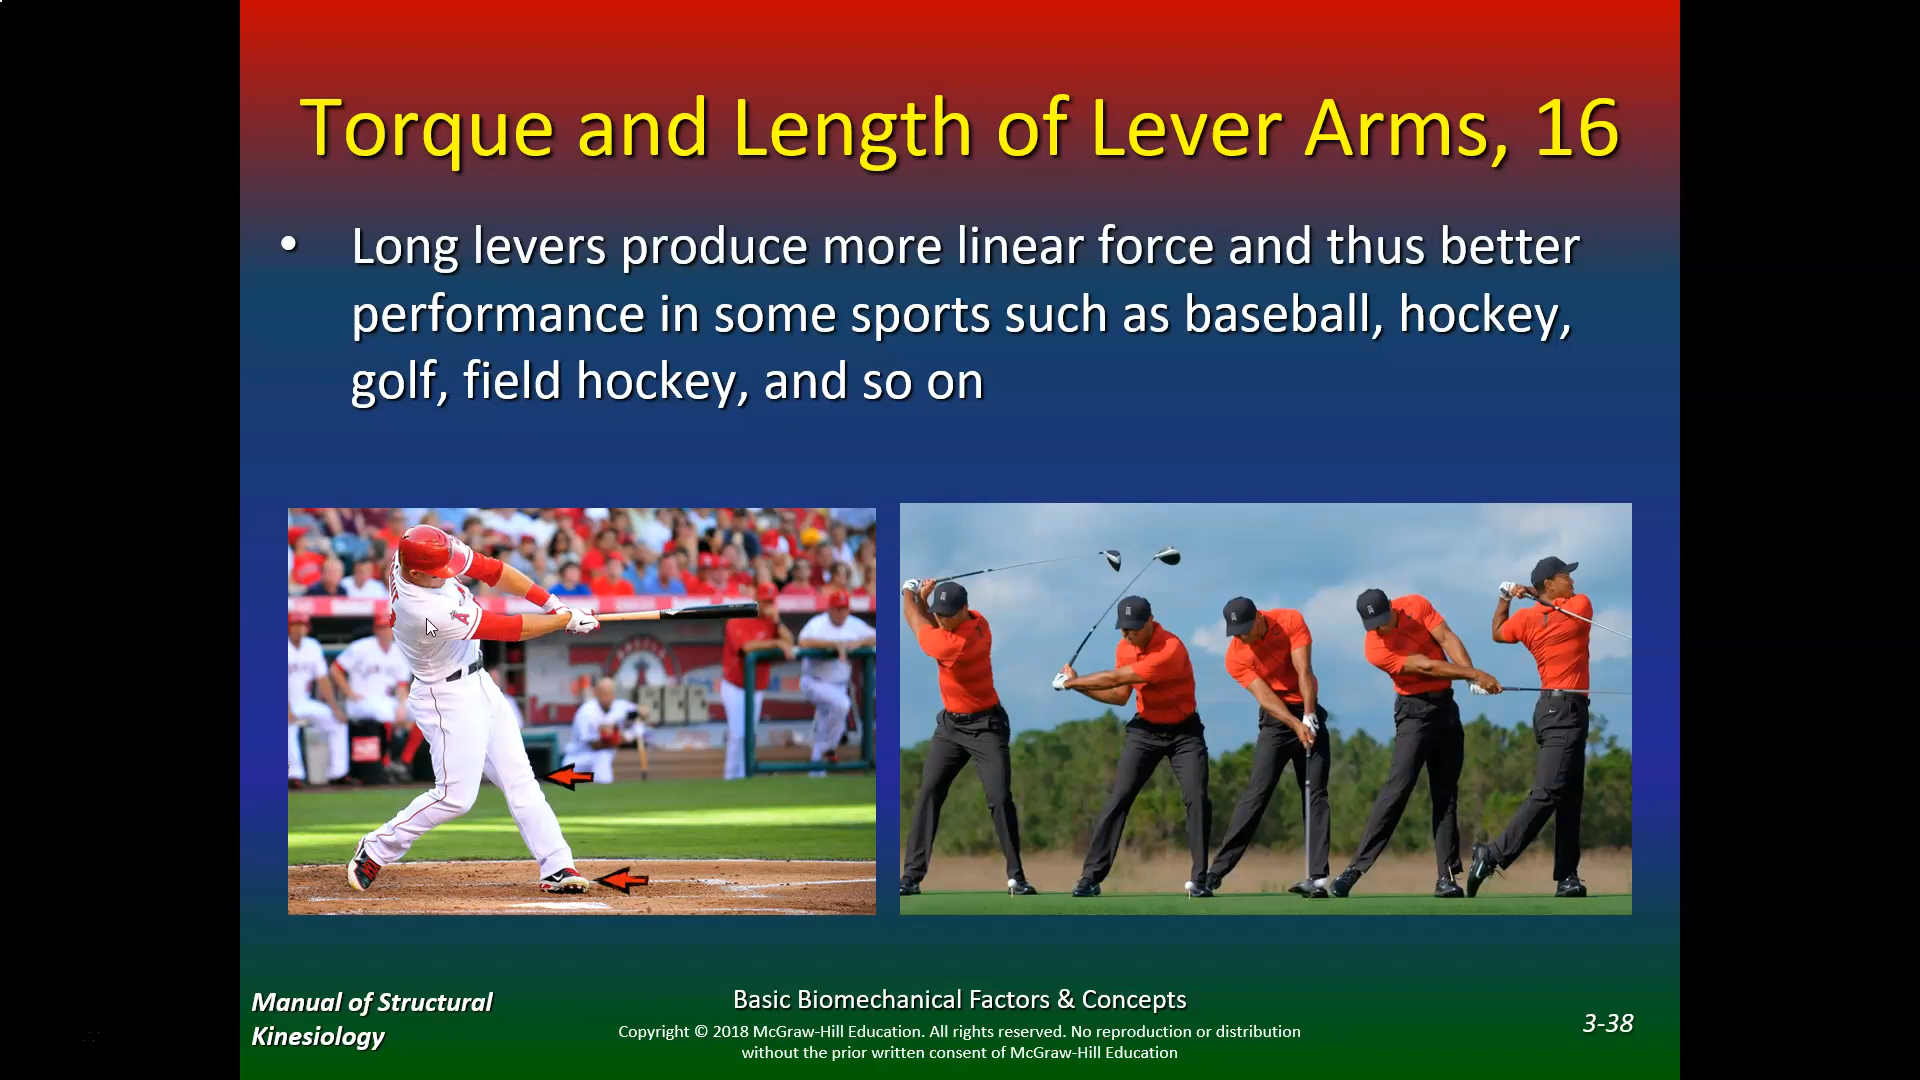 Torque and Length of Lever Arms, 16
• Long levers produce more linear force and thus better
performance in some sports such as baseball, hockey,
golf, field hockey, and so on
A
Manual of Structural
Kinesiology
Basic Biomechanical Factors & Concepts
Copyright © 2018 McGraw-Hill Education. All rights reserved. No reproduction or distribution
without the prior written consent of McGraw-Hill Education
3-38